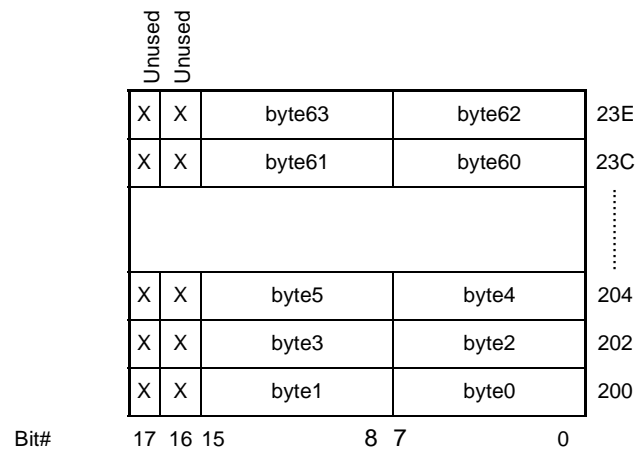 Unused Unused
X X byte63 byte62 23E
X X byte61 byte60 23C
X X byte5 byte4 204
X X byte3 byte2 202
X X byte1 byte0 200
Bit# 17 16 15 8 7 0